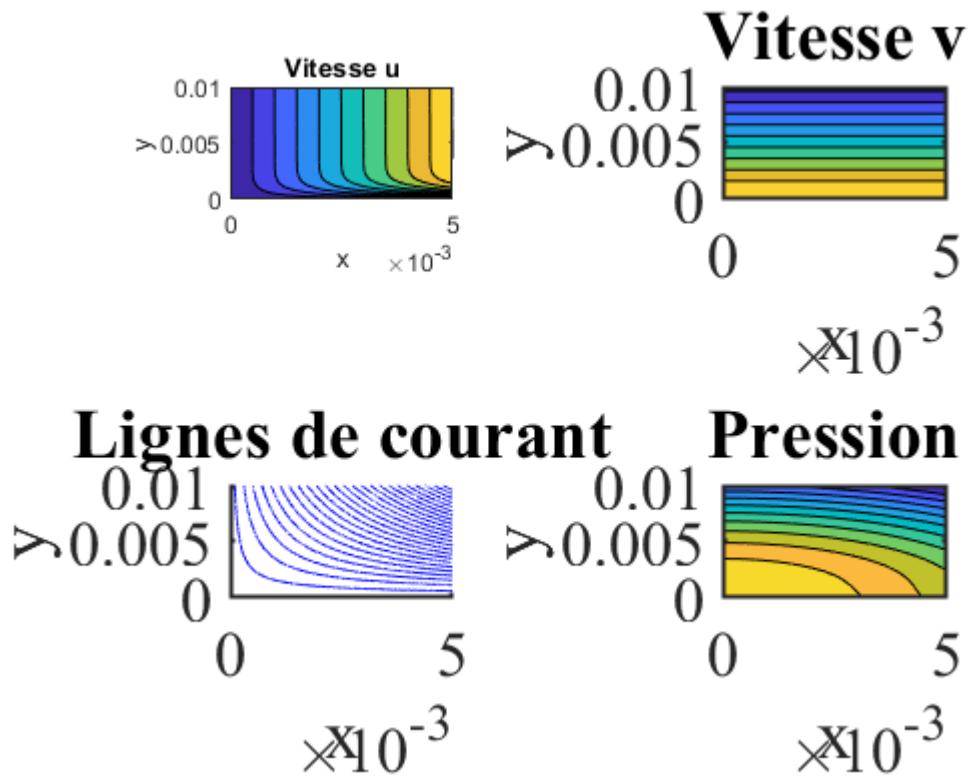 Vitesse u
0.01
y 0.005
0
0 5
x ×10-3
Vitesse v
0.01
y 0.005
0
0 5
x ×10-3
Lignes de courant
0.01
y 0.005
0
0 5
x ×10-3
Pression
0.01
y 0.005
0
0 5
x ×10-3